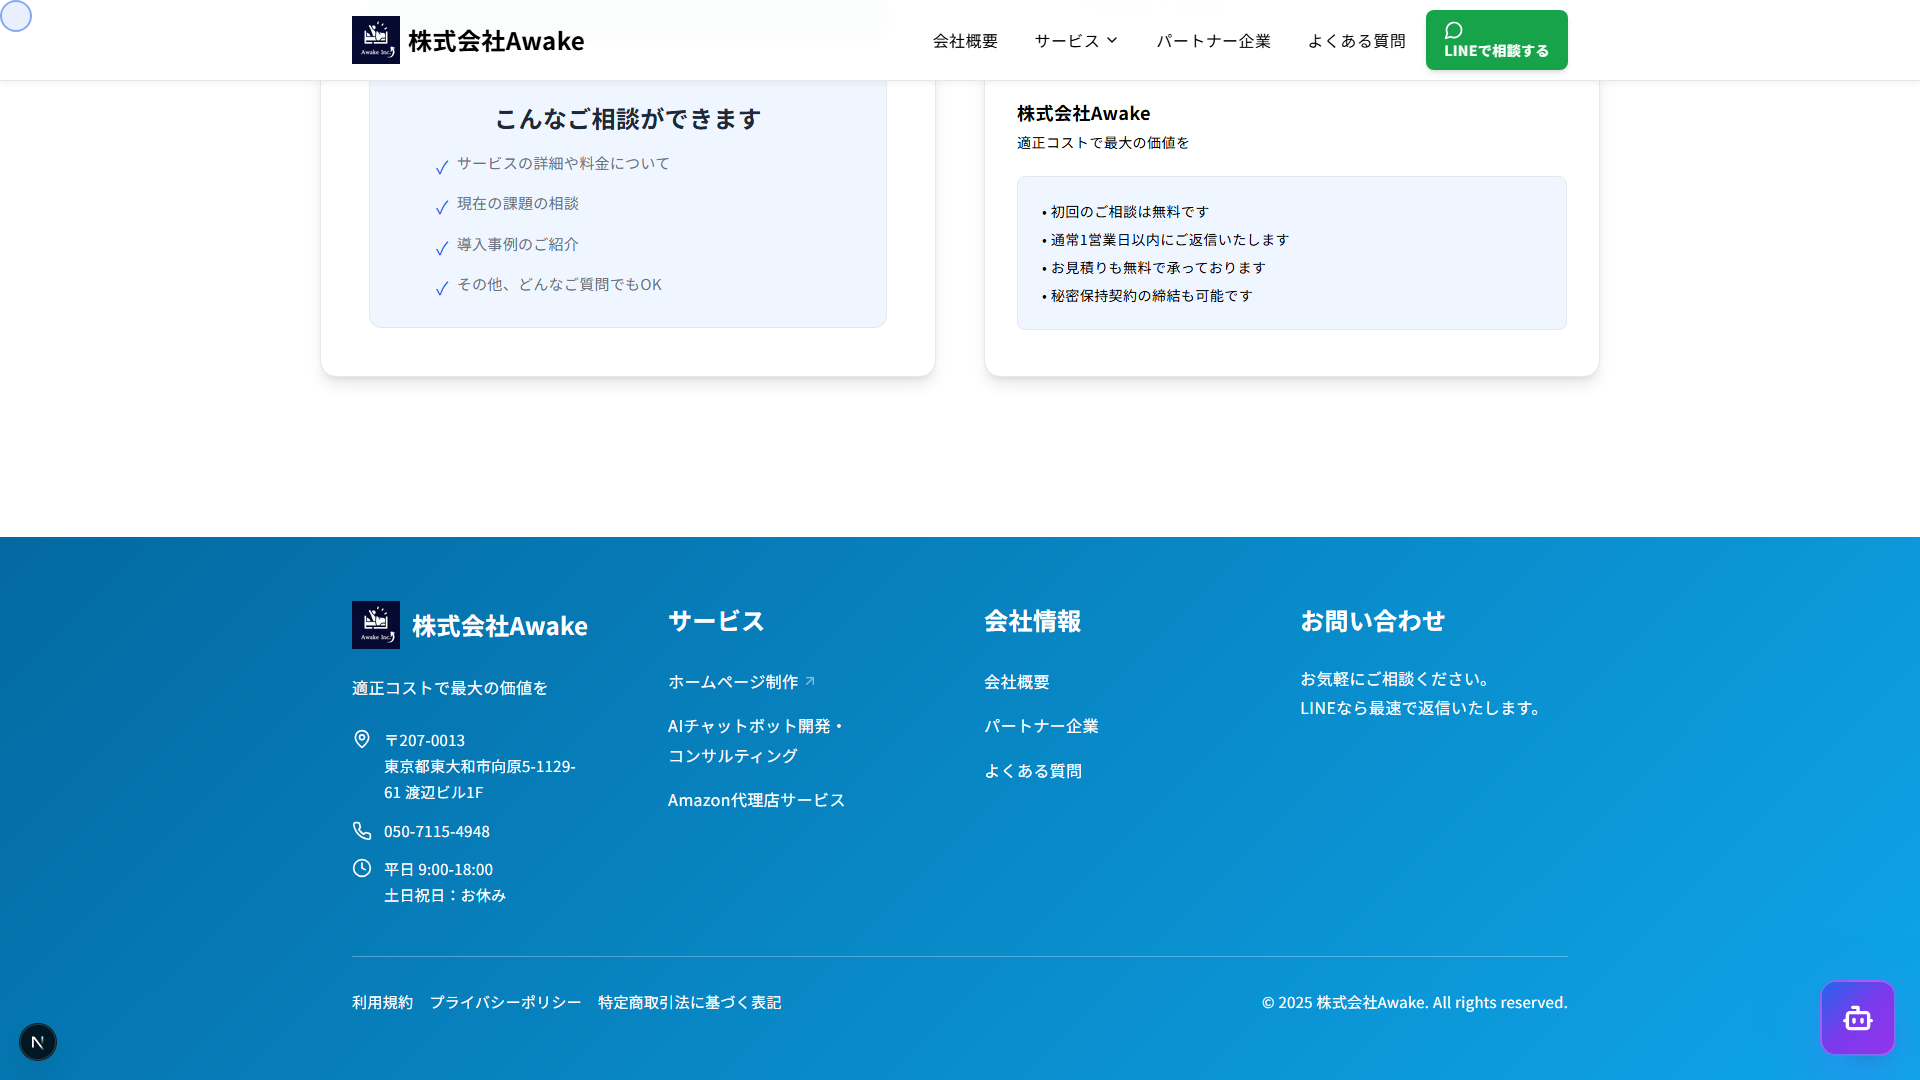 株式会社Awake
会社概要
サービス
パートナー企業
よくある質問
LINEで相談する
こんなご相談ができます
✓ サービスの詳細や料金について
✓ 現在の課題の相談
✓ 導入事例のご紹介
✓ その他、どんなご質問でもOK
株式会社Awake
適正コストで最大の価値を
• 初回のご相談は無料です
• 通常1営業日以内にご返信いたします
• お見積りも無料で承っております
• 秘密保持契約の締結も可能です
Awake Inc.
株式会社Awake
適正コストで最大の価値を
〒207-0013
東京都東大和市向原5-1129-
61 渡辺ビル1F
050-7115-4948
平日 9:00-18:00
土日祝日：お休み
サービス
ホームページ制作
AIチャットボット開発・
コンサルティング
Amazon代理店サービス
会社情報
会社概要
パートナー企業
よくある質問
お問い合わせ
お気軽にご相談ください。
LINEなら最速で返信いたします。
利用規約
プライバシーポリシー
特定商取引法に基づく表記
© 2025 株式会社Awake. All rights reserved.
N